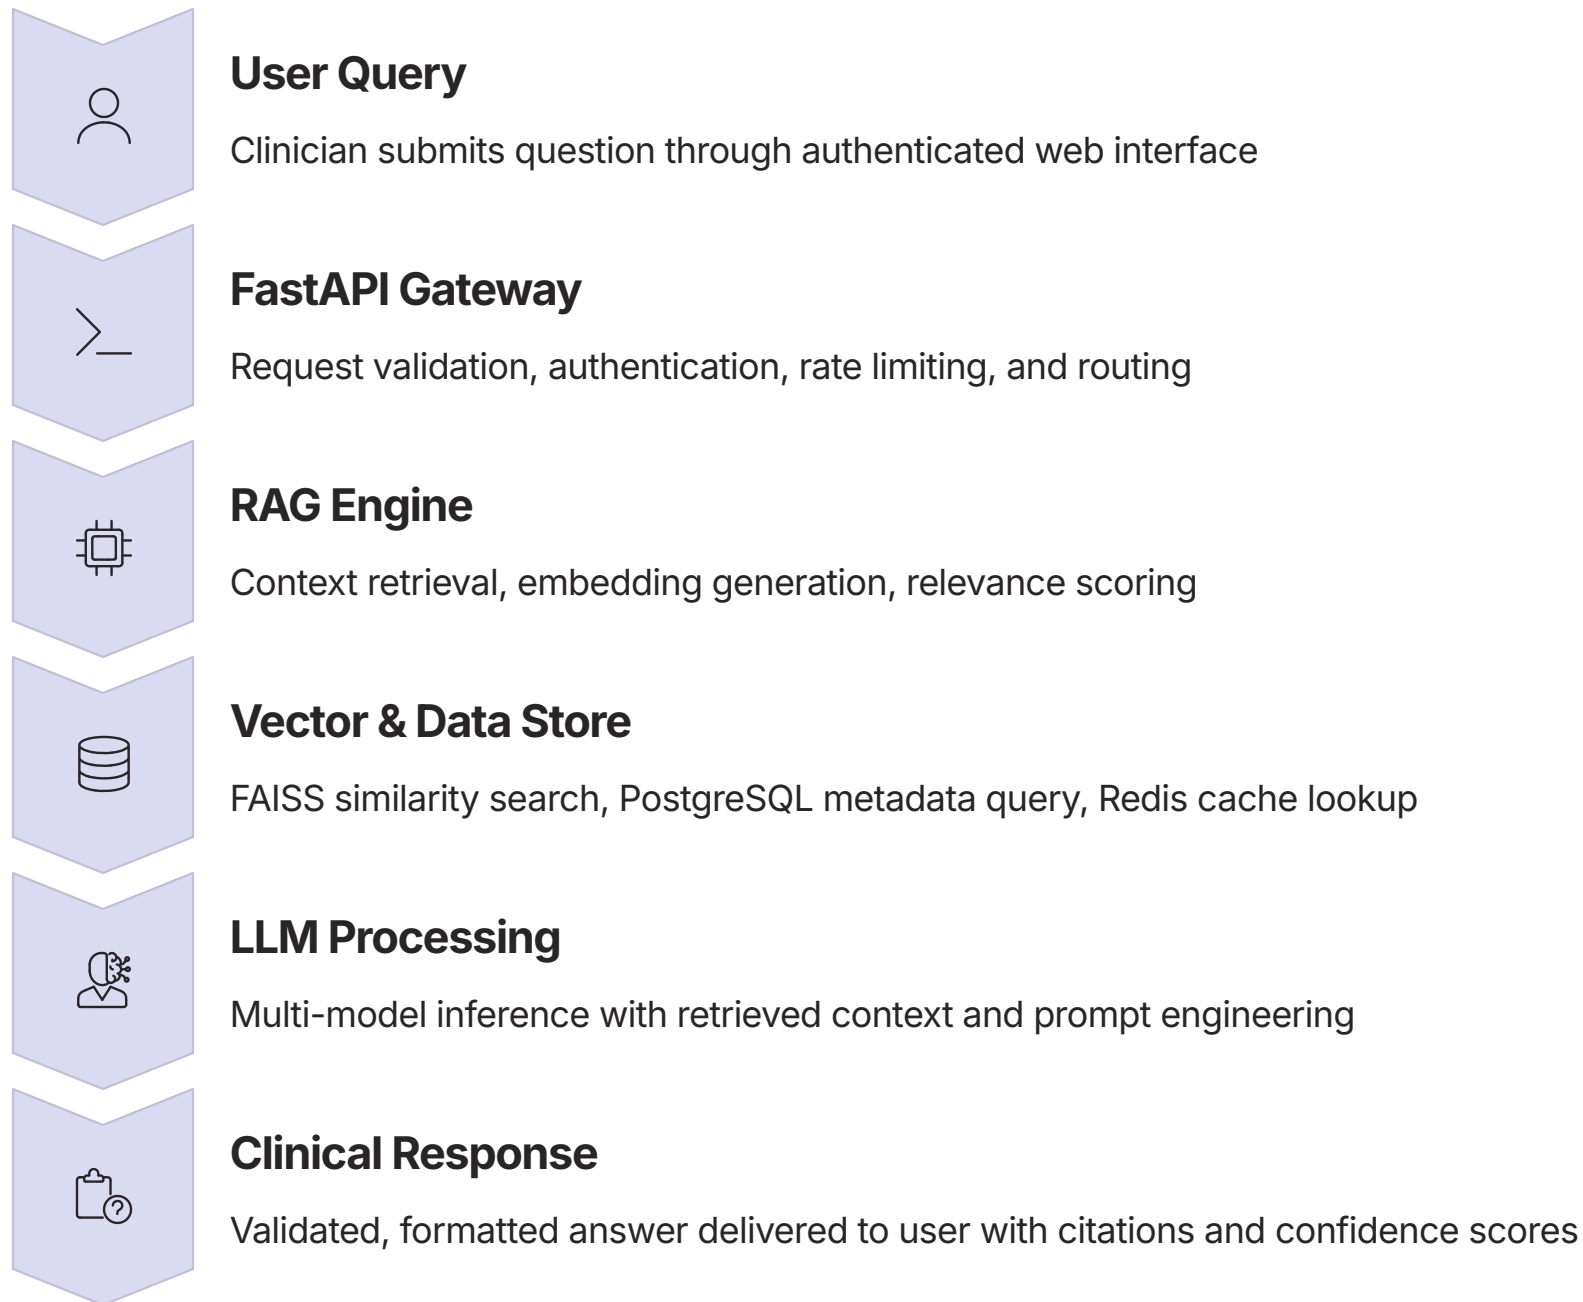 User Query
Clinician submits question through authenticated web interface
FastAPI Gateway
Request validation, authentication, rate limiting, and routing
RAG Engine
Context retrieval, embedding generation, relevance scoring
Vector & Data Store
FAISS similarity search, PostgreSQL metadata query, Redis cache lookup
LLM Processing
Multi-model inference with retrieved context and prompt engineering
Clinical Response
Validated, formatted answer delivered to user with citations and confidence scores